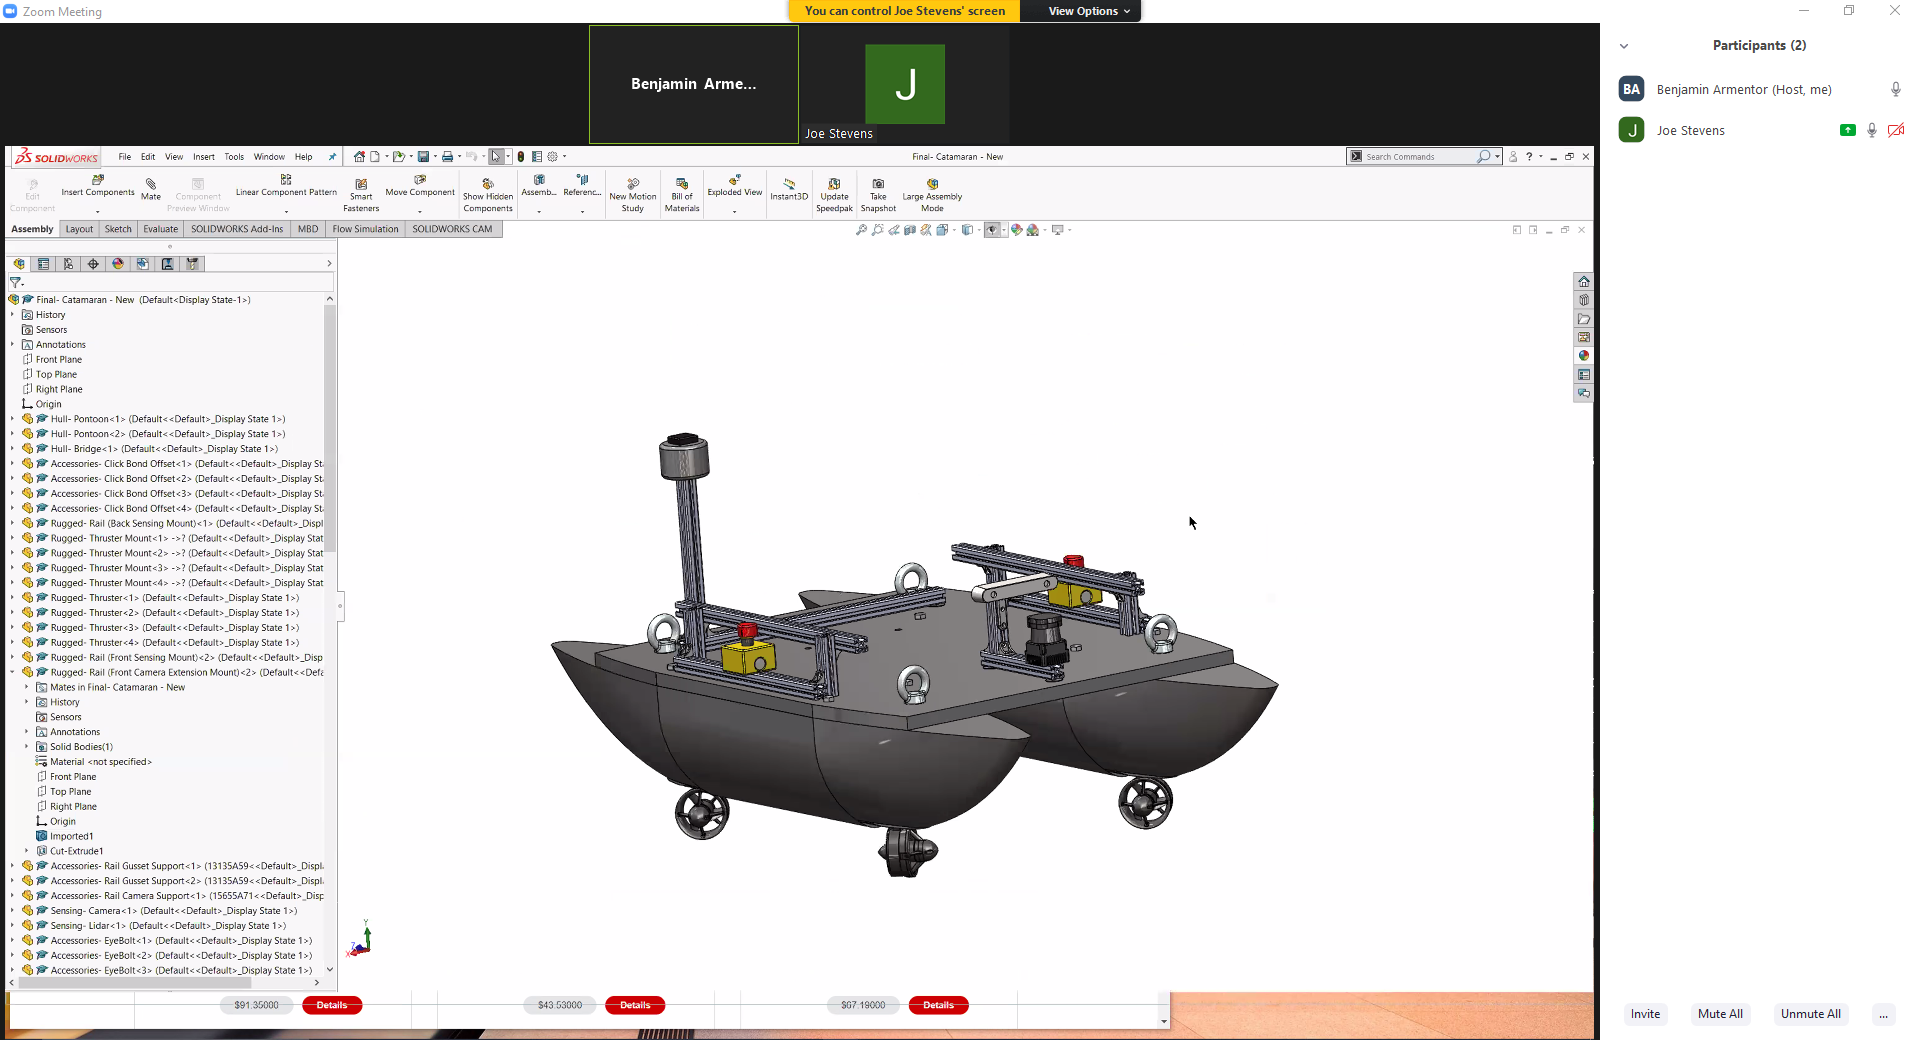 Zoom Meeting
You can control Joe Stevens' screen
View Options
Benjamin Arme...
J
Joe Stevens
Participants (2)
BA
Benjamin Armentor (Host, me)
J
Joe Stevens
SOLIDWORKS
File Edit View Insert Tools Window Help
Final- Catamaran - New
Search Commands
Edit Component
Insert Components
Mate
Component Preview Window
Linear Component Pattern
Smart Fasteners
Move Component
Show Hidden Components
Assemb...
Referenc...
New Motion Study
Bill of Materials
Exploded View
Instant3D
Update Speedpak
Take Snapshot
Large Assembly Mode
Assembly Layout Sketch Evaluate SOLIDWORKS Add-Ins MBD Flow Simulation SOLIDWORKS CAM
Final- Catamaran - New (Default<Display State-1>)
History
Sensors
Annotations
Front Plane
Top Plane
Right Plane
Origin
Hull- Pontoon<1> (Default<<Default>_Display State 1>)
Hull- Pontoon<2> (Default<<Default>_Display State 1>)
Hull- Bridge<1> (Default<<Default>_Display State 1>)
Accessories- Click Bond Offset<1> (Default<<Default>_Display St
Accessories- Click Bond Offset<2> (Default<<Default>_Display St
Accessories- Click Bond Offset<3> (Default<<Default>_Display St
Accessories- Click Bond Offset<4> (Default<<Default>_Display St
Rugged- Rail (Back Sensing Mount)<1> (Default<<Default>_Displ
Rugged- Thruster Mount<1> ->? (Default<<Default>_Display Stat
Rugged- Thruster Mount<2> ->? (Default<<Default>_Display Stat
Rugged- Thruster Mount<3> ->? (Default<<Default>_Display Stat
Rugged- Thruster Mount<4> ->? (Default<<Default>_Display Stat
Rugged- Thruster<1> (Default<<Default>_Display State 1>)
Rugged- Thruster<2> (Default<<Default>_Display State 1>)
Rugged- Thruster<3> (Default<<Default>_Display State 1>)
Rugged- Thruster<4> (Default<<Default>_Display State 1>)
Rugged- Rail (Front Sensing Mount)<2> (Default<<Default>_Disp
Rugged- Rail (Front Camera Extension Mount)<2> (Default<<Defa
Mates in Final- Catamaran - New
History
Sensors
Annotations
Solid Bodies(1)
Material <not specified>
Front Plane
Top Plane
Right Plane
Origin
Imported1
Cut-Extrude1
Accessories- Rail Gusset Support<1> (13135A59<<Default>_Displ
Accessories- Rail Gusset Support<2> (13135A59<<Default>_Displ
Accessories- Rail Camera Support<1> (15655A71<<Default>_Disp
Sensing- Camera<1> (Default<<Default>_Display State 1>)
Sensing- Lidar<1> (Default<<Default>_Display State 1>)
Accessories- EyeBolt<1> (Default<<Default>_Display State 1>)
Accessories- EyeBolt<2> (Default<<Default>_Display State 1>)
Accessories- EyeBolt<3> (Default<<Default>_Display State 1>)
Y
Z
X
$91.35000 Details $43.53000 Details $67.19000 Details
Invite Mute All Unmute All ...